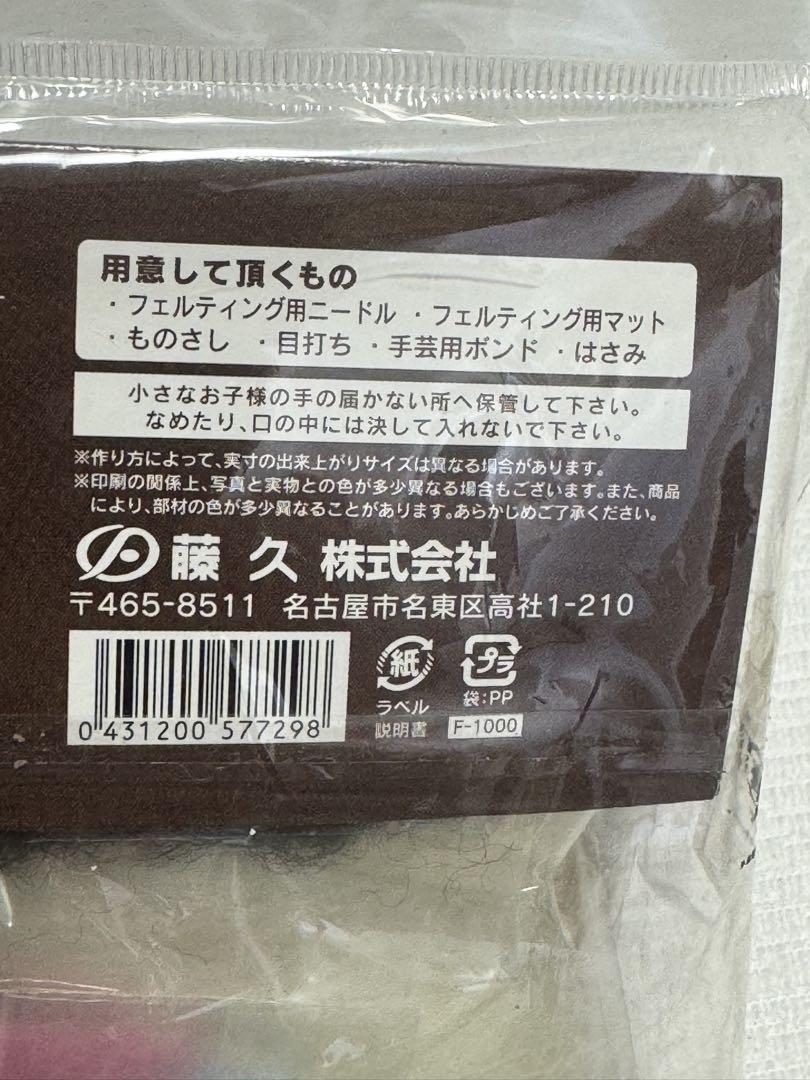 用意して頂くもの
・フェルティング用ニードル ・フェルティング用マット
・ものさし ・目打ち ・手芸用ボンド ・はさみ
小さなお子様の手の届かない所へ保管して下さい。
なめたり、口の中には決して入れないで下さい。
※作り方によって、実寸の出来上がりサイズは異なる場合があります。
※印刷の関係上、写真と実物との色が多少異なる場合もございます。また、商品
により、部材の色が多少異なることがあります。あらかじめご了承ください。
藤久 株式会社
〒465-8511 名古屋市名東区高社1-210
紙 プラ
ラベル 袋:PP
説明書 F-1000
0 431200 577298